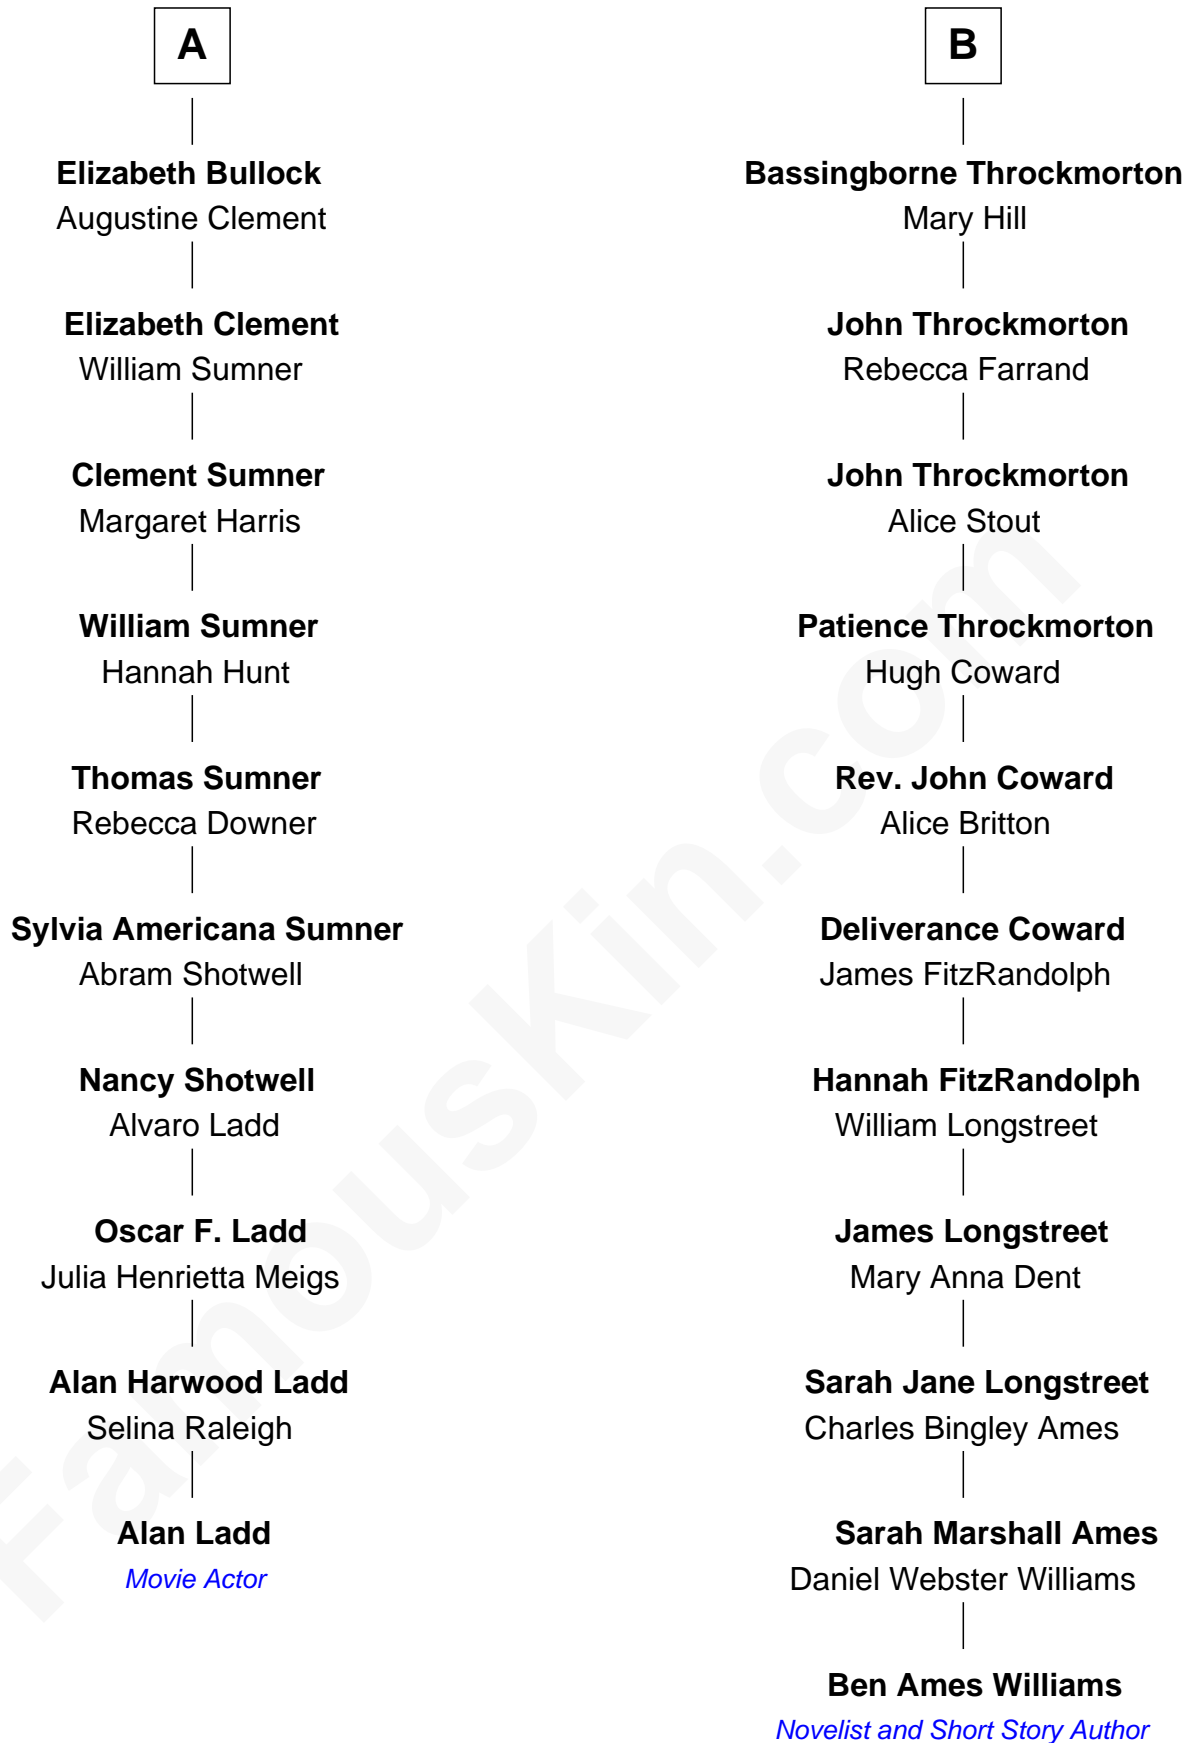 A
Elizabeth Bullock
Augustine Clement
Elizabeth Clement
William Sumner
Clement Sumner
Margaret Harris
William Sumner
Hannah Hunt
Thomas Sumner
Rebecca Downer
Sylvia Americana Sumner
Abram Shotwell
Nancy Shotwell
Alvaro Ladd
Oscar F. Ladd
Julia Henrietta Meigs
Alan Harwood Ladd
Selina Raleigh
Alan Ladd
Movie Actor
B
Bassingborne Throckmorton
Mary Hill
John Throckmorton
Rebecca Farrand
John Throckmorton
Alice Stout
Patience Throckmorton
Hugh Coward
Rev. John Coward
Alice Britton
Deliverance Coward
James FitzRandolph
Hannah FitzRandolph
William Longstreet
James Longstreet
Mary Anna Dent
Sarah Jane Longstreet
Charles Bingley Ames
Sarah Marshall Ames
Daniel Webster Williams
Ben Ames Williams
Novelist and Short Story Author
FamousKin.com